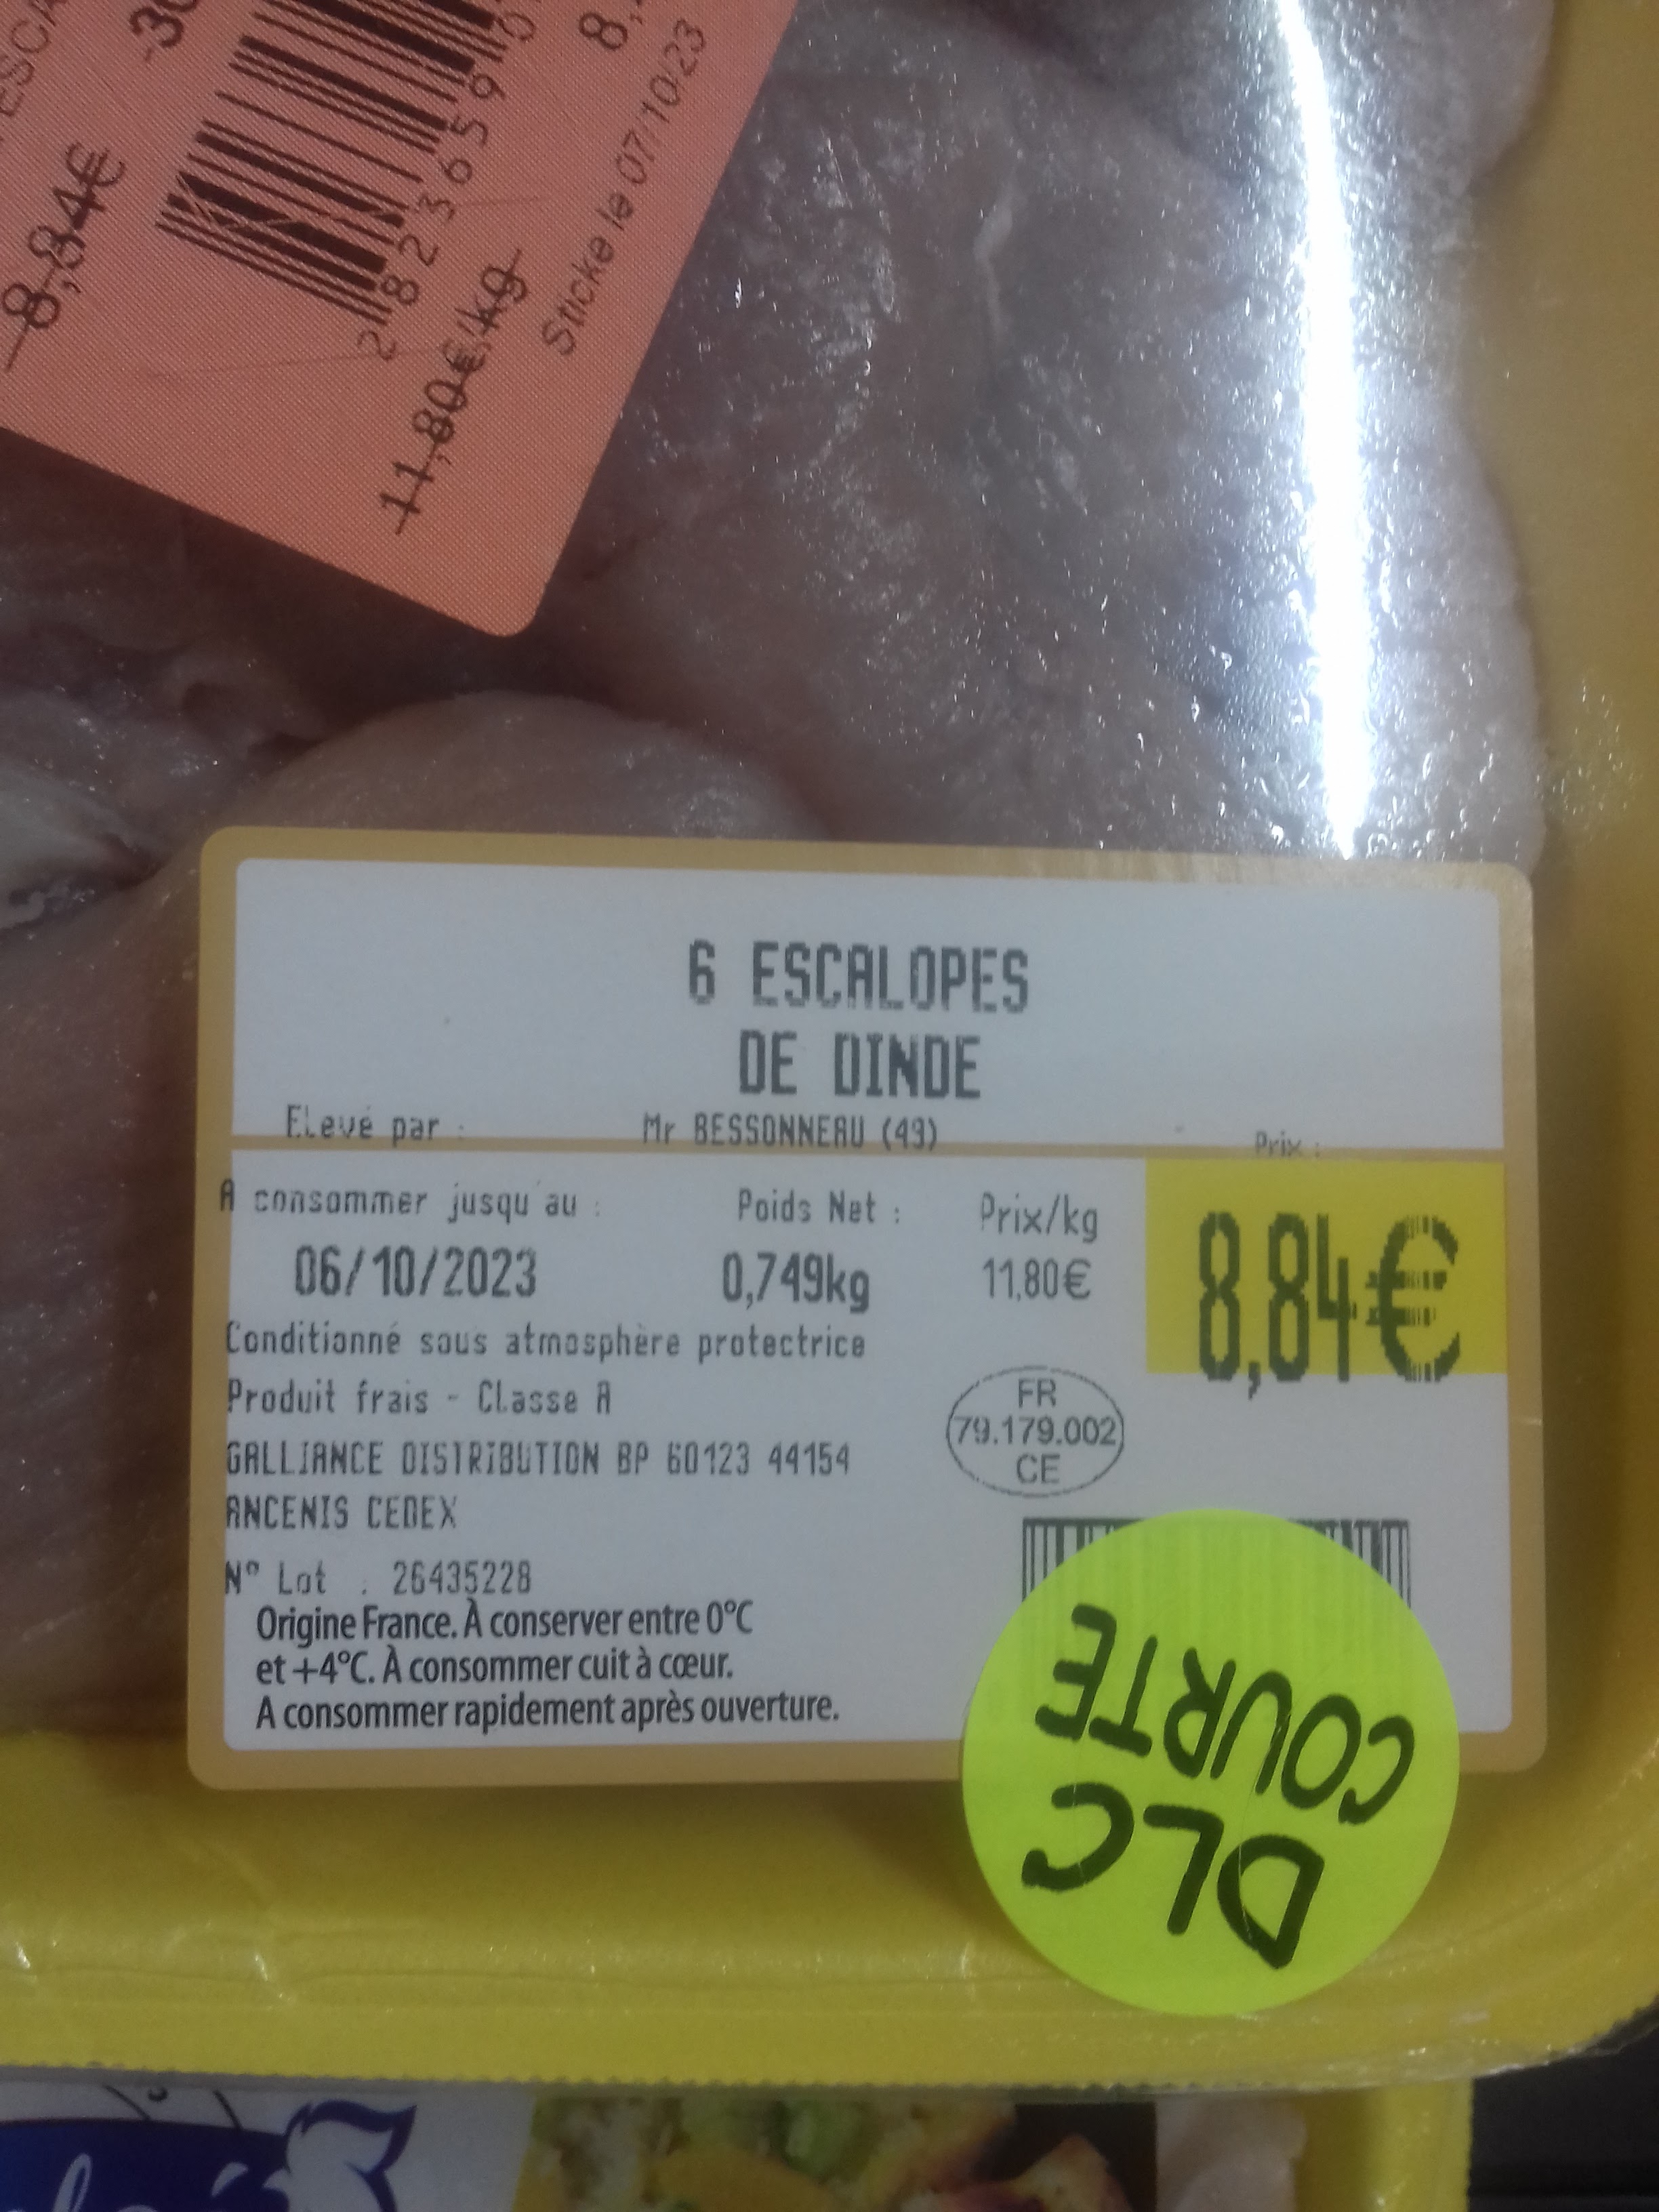 -30
8,84€
2 823659
11,80€/kg
Sticke le 07/10/23
6 ESCALOPES
DE DINDE
Elevé par : Mr BESSONNEAU (49)
Prix :
A consommer jusqu'au : Poids Net : Prix/kg
06/10/2023 0,749kg 11,80€ 8,84€
Conditionné sous atmosphère protectrice
Produit frais - Classe A
GALLIANCE DISTRIBUTION BP 60123 44154
ANCENIS CEDEX
N° Lot : 26435228
FR
79.179.002
CE
Origine France. À conserver entre 0°C
et +4°C. À consommer cuit à cœur.
A consommer rapidement après ouverture.
DLC
COURTE